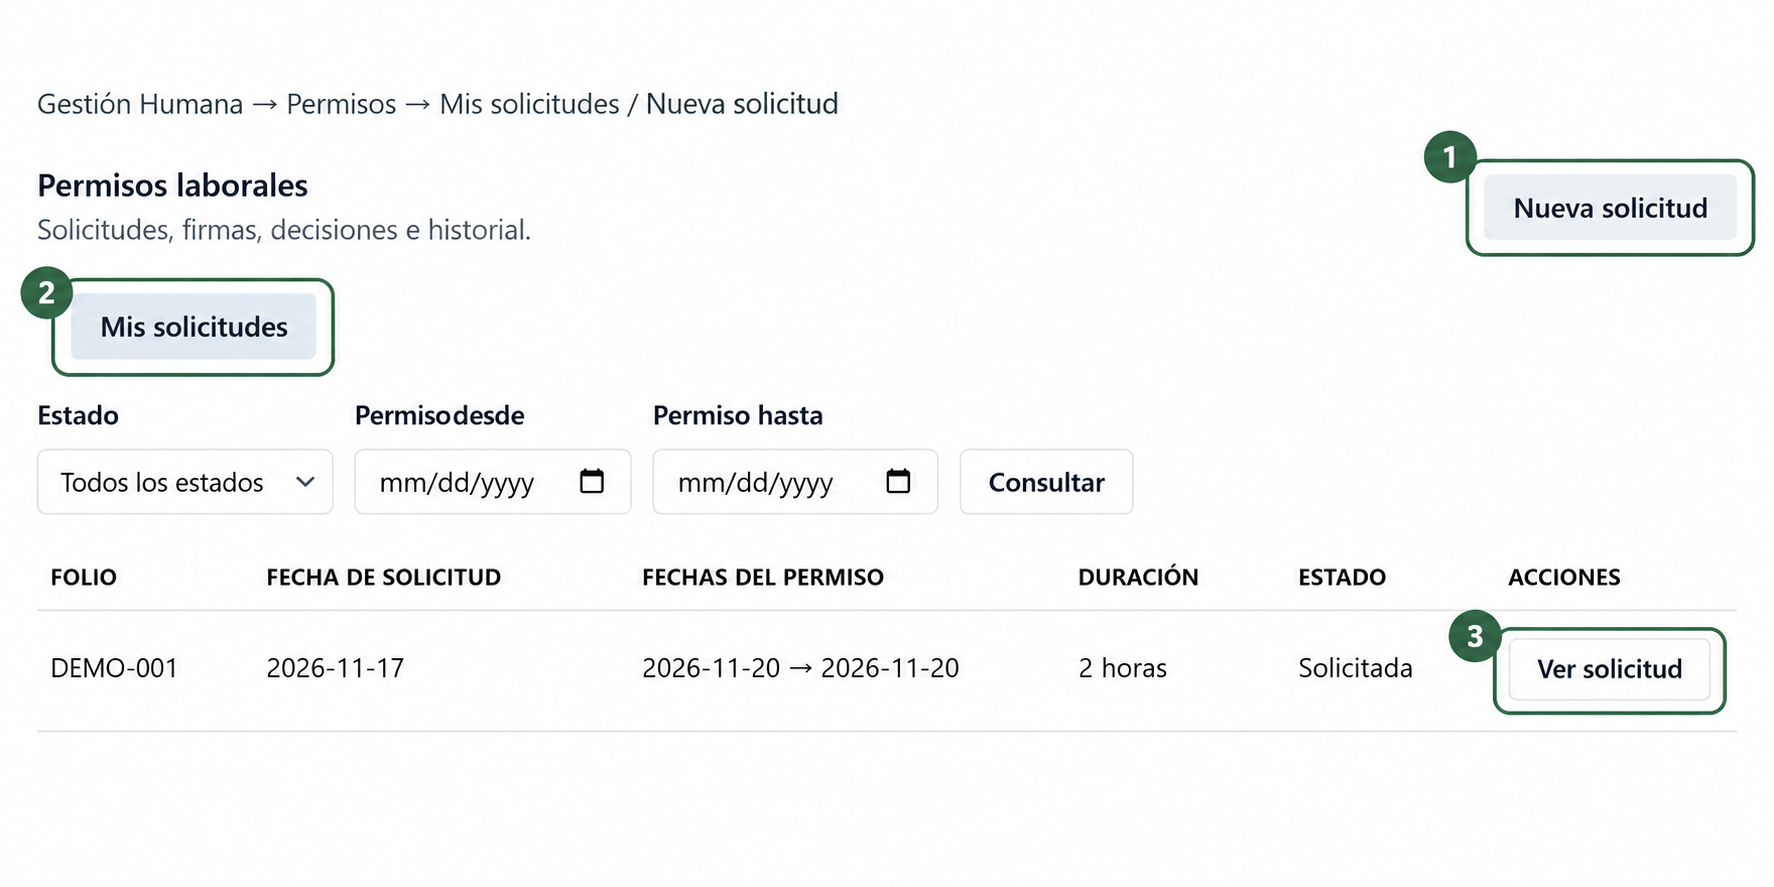 Gestión Humana → Permisos → Mis solicitudes / Nueva solicitud
1
Nueva solicitud
Permisos laborales
Solicitudes, firmas, decisiones e historial.
2
Mis solicitudes
Estado Permisodesde Permiso hasta
Todos los estados mm/dd/yyyy mm/dd/yyyy Consultar
FOLIO FECHA DE SOLICITUD FECHAS DEL PERMISO DURACIÓN ESTADO ACCIONES
3
DEMO-001 2026-11-17 2026-11-20 → 2026-11-20 2 horas Solicitada Ver solicitud